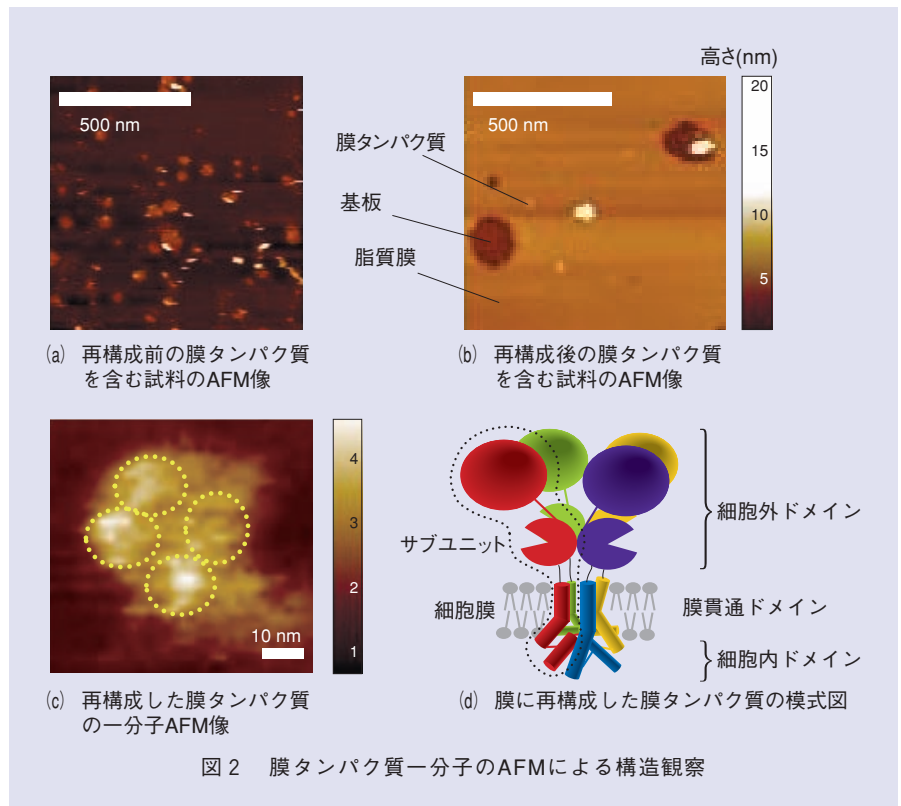 高さ(nm)
500 nm
500 nm
20
15
10
5
膜タンパク質
基板
脂質膜
(a) 再構成前の膜タンパク質
を含む試料のAFM像
(b) 再構成後の膜タンパク質
を含む試料のAFM像
4
3
2
1
10 nm
サブユニット
細胞膜
細胞外ドメイン
膜貫通ドメイン
細胞内ドメイン
(c) 再構成した膜タンパク質
の一分子AFM像
(d) 膜に再構成した膜タンパク質の模式図
図2 膜タンパク質一分子のAFMによる構造観察